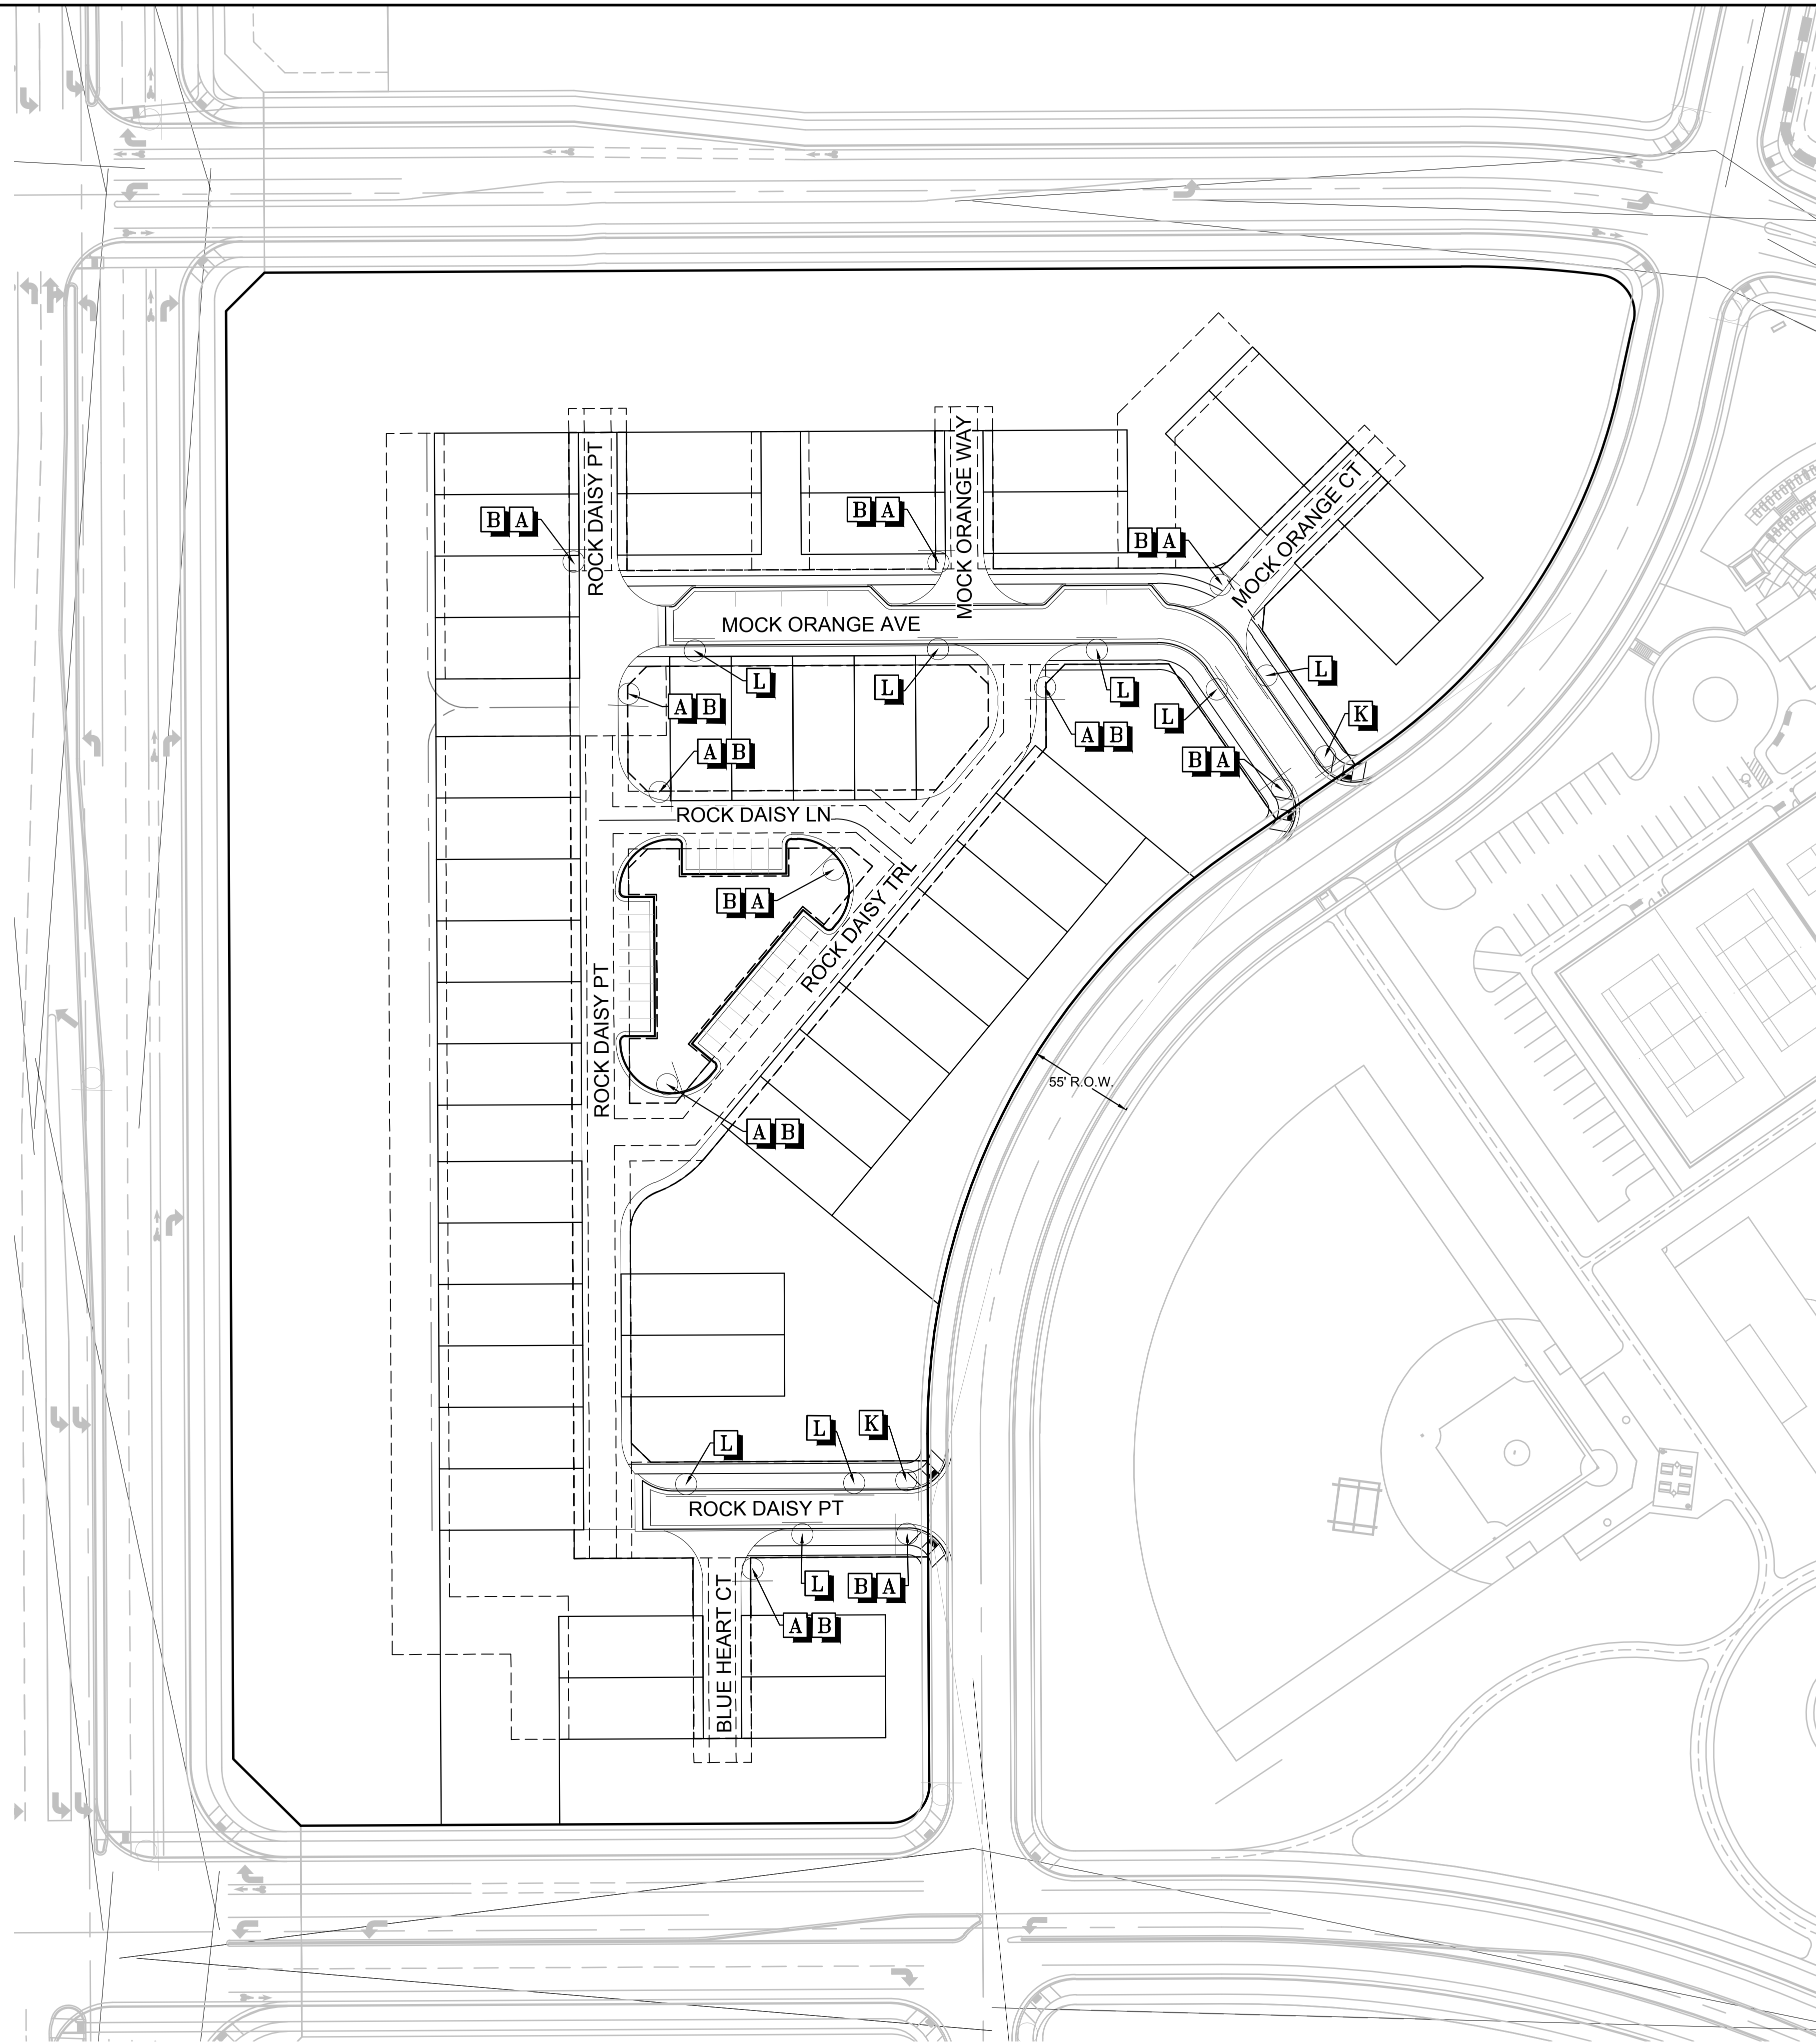 MOCK ORANGE WAY
ROCK DAISY PT
MOCK ORANGE CT
B A
B A
B A
MOCK ORANGE AVE
L
L
L
L
L
K
A B
A B
A B
B A
ROCK DAISY LN
B A
ROCK DAISY TRL
ROCK DAISY PT
55' R.O.W.
A B
L
L
K
ROCK DAISY PT
L
B A
A B
BLUE HEART CT